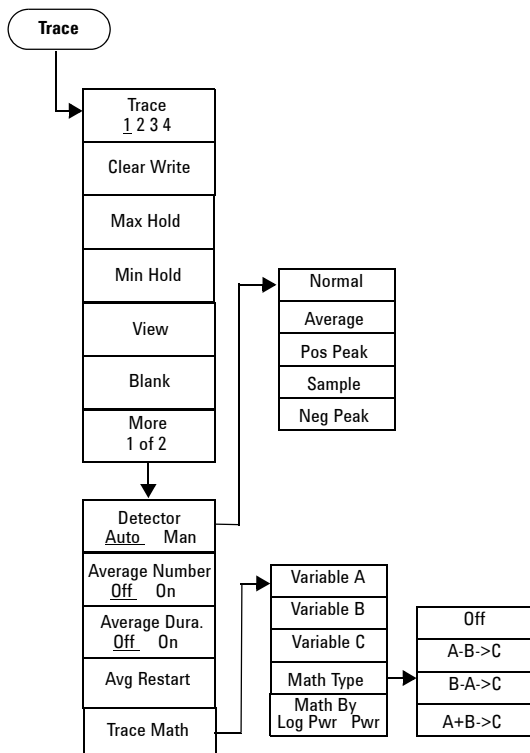 Trace
Trace
1 2 3 4
Clear Write
Max Hold
Min Hold
View
Blank
More
1 of 2
Normal
Average
Pos Peak
Sample
Neg Peak
Detector
Auto Man
Average Number
Off On
Average Dura.
Off On
Avg Restart
Trace Math
Variable A
Variable B
Variable C
Math Type
Math By
Log Pwr Pwr
Off
A-B->C
B-A->C
A+B->C